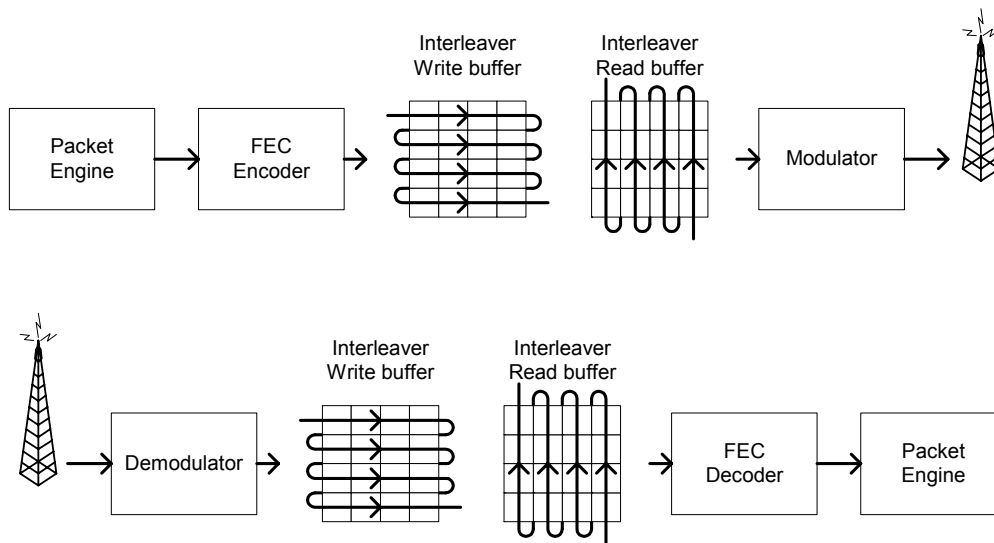 Interleaver
Write buffer
Interleaver
Read buffer
Packet
Engine
FEC
Encoder
Modulator
Interleaver
Write buffer
Interleaver
Read buffer
Demodulator
FEC
Decoder
Packet
Engine